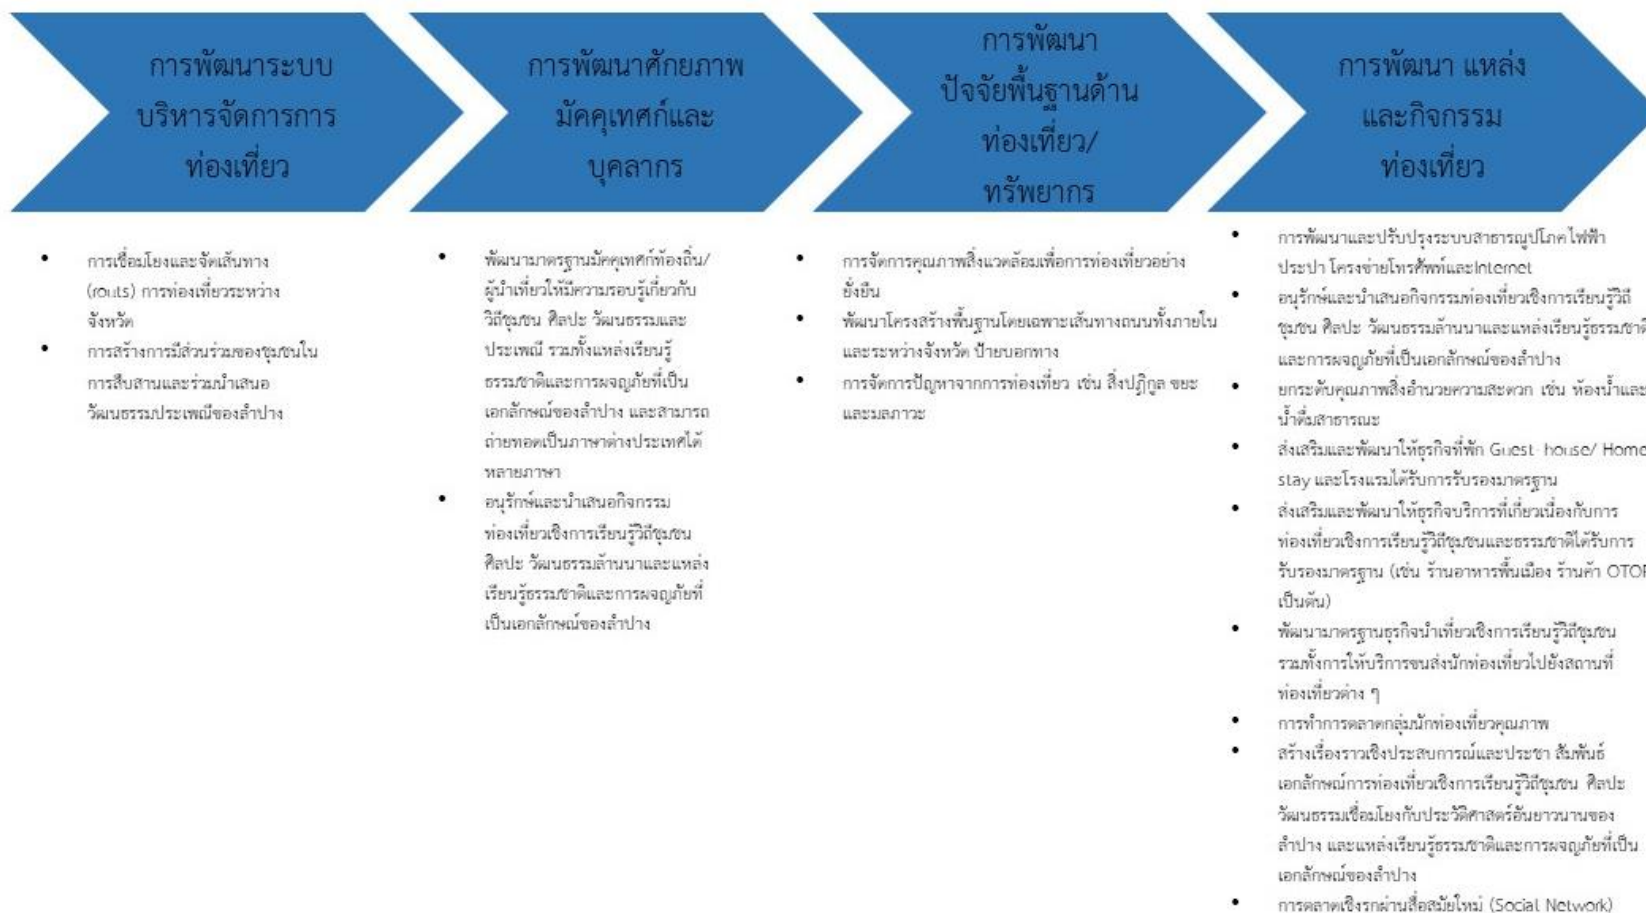 การพัฒนาระบบ
บริหารจัดการการ
ท่องเที่ยว
การพัฒนาศักยภาพ
มัคคุเทศก์และ
บุคลากร
การพัฒนา
ปัจจัยพื้นฐานด้าน
ท่องเที่ยว/
ทรัพยากร
การพัฒนา แหล่ง
และกิจกรรม
ท่องเที่ยว
• การเชื่อมโยงและจัดเส้นทาง
(routs) การท่องเที่ยวระหว่าง
จังหวัด
• การสร้างการมีส่วนร่วมของชุมชนใน
การสืบสานและร่วมนำเสนอ
วัฒนธรรมประเพณีของลำปาง
• พัฒนามาตรฐานมัคคุเทศก์ท้องถิ่น/
ผู้นำเที่ยวให้มีความรอบรู้เกี่ยวกับ
วิถีชุมชน ศิลปะ วัฒนธรรมและ
ประเพณี รวมทั้งแหล่งเรียนรู้
ธรรมชาติและการผจญภัยที่เป็น
เอกลักษณ์ของลำปาง และสามารถ
ถ่ายทอดเป็นภาษาต่างประเทศได้
หลายภาษา
• อนุรักษ์และนำเสนอกิจกรรม
ท่องเที่ยวเชิงการเรียนรู้วิถีชุมชน
ศิลปะ วัฒนธรรมล้านนาและแหล่ง
เรียนรู้ธรรมชาติและการผจญภัยที่
เป็นเอกลักษณ์ของลำปาง
• การจัดการคุณภาพสิ่งแวดล้อมเพื่อการท่องเที่ยวอย่าง
ยั่งยืน
• พัฒนาโครงสร้างพื้นฐานโดยเฉพาะเส้นทางถนนทั้งภายใน
และระหว่างจังหวัด ป้ายบอกทาง
• การจัดการปัญหาจากการท่องเที่ยว เช่น สิ่งปฏิกูล ขยะ
และมลภาวะ
• การพัฒนาและปรับปรุงระบบสาธารณูปโภค ไฟฟ้า
ประปา โครงข่ายโทรศัพท์และInternet
• อนุรักษ์และนำเสนอกิจกรรมท่องเที่ยวเชิงการเรียนรู้วิถี
ชุมชน ศิลปะ วัฒนธรรมล้านนาและแหล่งเรียนรู้ธรรมชาติ
และการผจญภัยที่เป็นเอกลักษณ์ของลำปาง
• ยกระดับคุณภาพสิ่งอำนวยความสะดวก เช่น ห้องน้ำและ
น้ำดื่มสาธารณะ
• ส่งเสริมและพัฒนาให้ธุรกิจที่พัก Guest- house/ Home
stay และโรงแรมได้รับการรับรองมาตรฐาน
• ส่งเสริมและพัฒนาให้ธุรกิจบริการที่เกี่ยวเนื่องกับการ
ท่องเที่ยวเชิงการเรียนรู้วิถีชุมชนและธรรมชาติได้รับการ
รับรองมาตรฐาน (เช่น ร้านอาหารพื้นเมือง ร้านค้า OTOP
เป็นต้น)
• พัฒนามาตรฐานธุรกิจนำเที่ยวเชิงการเรียนรู้วิถีชุมชน
รวมทั้งการให้บริการขนส่งนักท่องเที่ยวไปยังสถานที่
ท่องเที่ยวต่าง ๆ
• การทำการตลาดกลุ่มนักท่องเที่ยวคุณภาพ
• สร้างเรื่องราวเชิงประสบการณ์และประชา สัมพันธ์
เอกลักษณ์การท่องเที่ยวเชิงการเรียนรู้วิถีชุมชน ศิลปะ
วัฒนธรรมเชื่อมโยงกับประวัติศาสตร์อันยาวนานของ
ลำปาง และแหล่งเรียนรู้ธรรมชาติและการผจญภัยที่เป็น
เอกลักษณ์ของลำปาง
• การตลาดเชิงรุกผ่านสื่อสมัยใหม่ (Social Network)